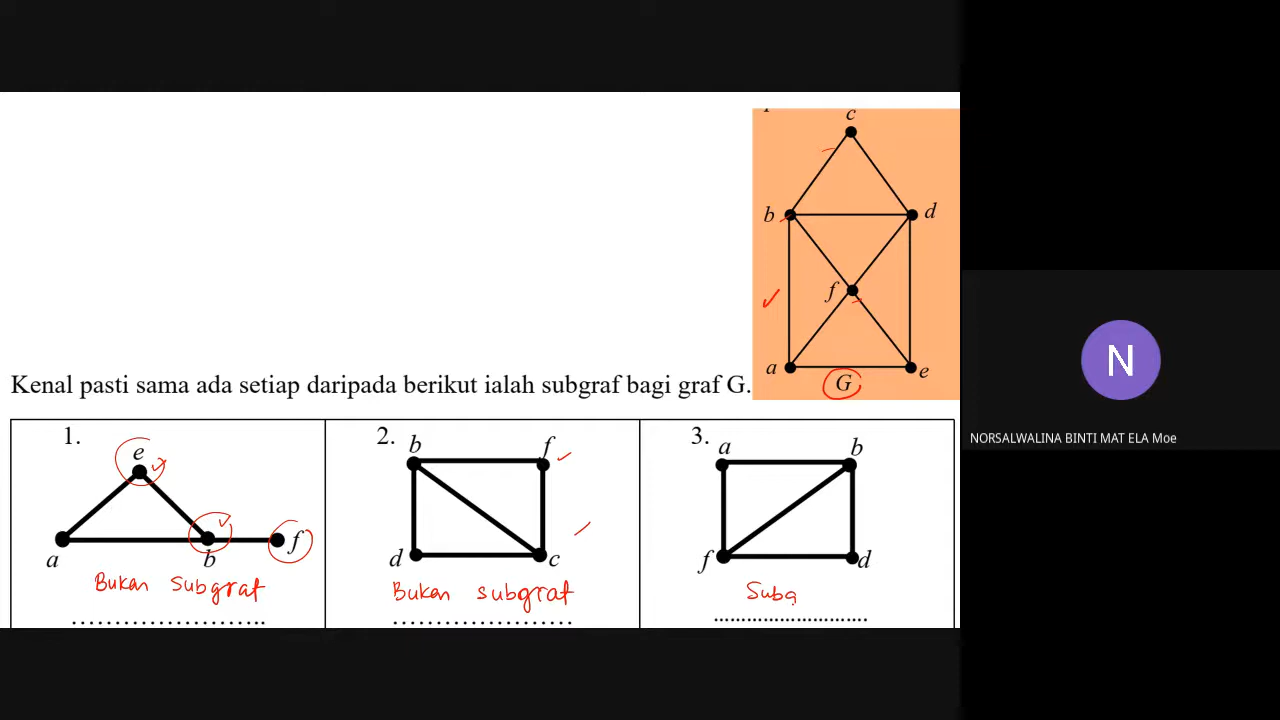 c
b
d
f
a
e
G
Kenal pasti sama ada setiap daripada berikut ialah subgraf bagi graf G.
1.
e
a
b
f
Bukan subgraf
2.
b
f
d
c
Bukan subgraf
3.
a
b
f
d
Subg
N
NORSALWALINA BINTI MAT ELA Moe